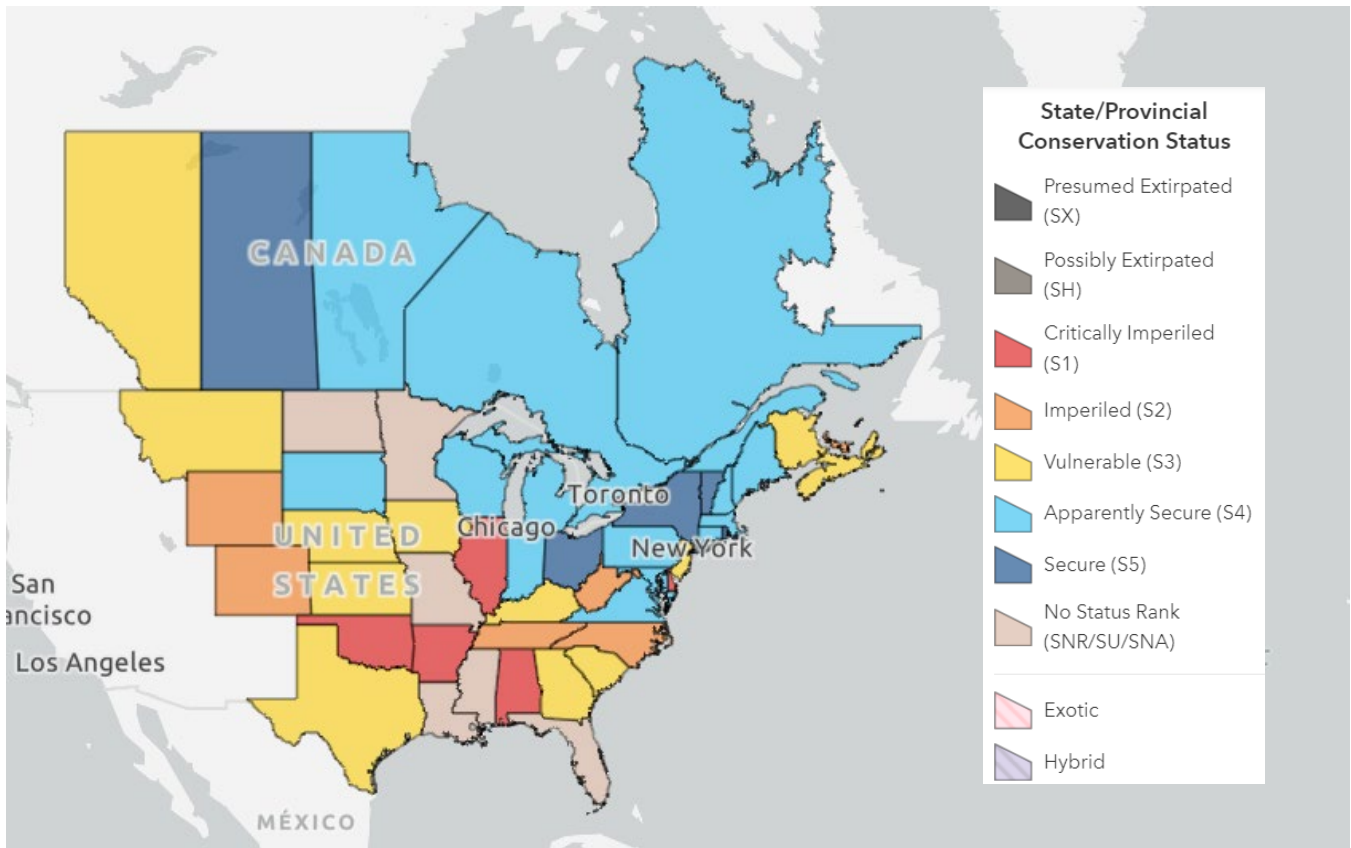 CANADA
Toronto
Chicago
UNITED
New York
STATES
San
ancisco
Los Angeles
MÉXICO
State/Provincial
Conservation Status
Presumed Extirpated
(SX)
Possibly Extirpated
(SH)
Critically Imperiled
(S1)
Imperiled (S2)
Vulnerable (S3)
Apparently Secure (S4)
Secure (S5)
No Status Rank
(SNR/SU/SNA)
Exotic
Hybrid